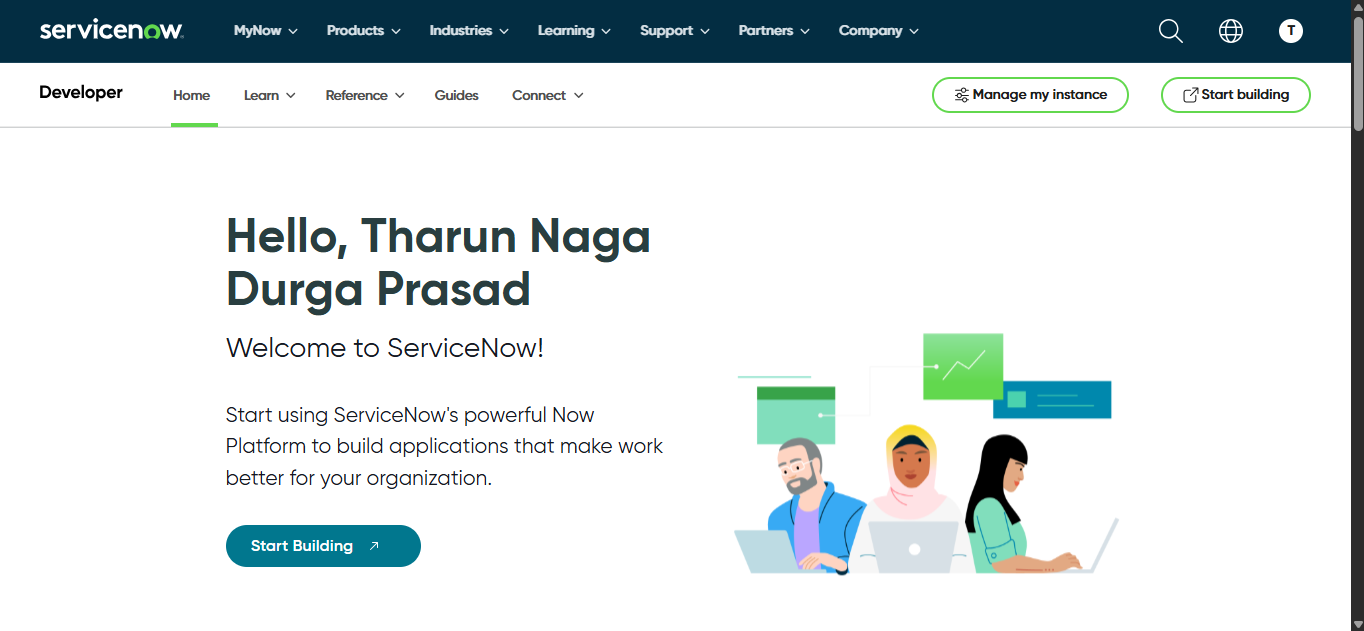 servicenow MyNow Products Industries Learning Support Partners Company T
Developer Home Learn Reference Guides Connect Manage my instance Start building
Hello, Tharun Naga
Durga Prasad
Welcome to ServiceNow!
Start using ServiceNow's powerful Now
Platform to build applications that make work
better for your organization.
Start Building